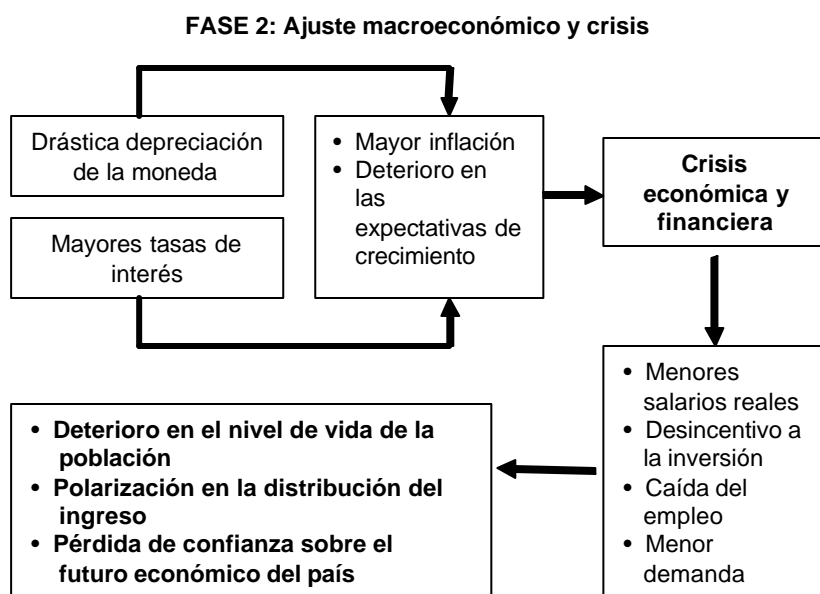 FASE 2: Ajuste macroeconómico y crisis
Drástica depreciación
de la moneda
Mayores tasas de
interés
• Mayor inflación
• Deterioro en
las
expectativas de
crecimiento
Crisis
económica y
financiera
• Menores
salarios reales
• Desincentivo a
la inversión
• Caída del
empleo
• Menor
demanda
• Deterioro en el nivel de vida de la
población
• Polarización en la distribución del
ingreso
• Pérdida de confianza sobre el
futuro económico del país